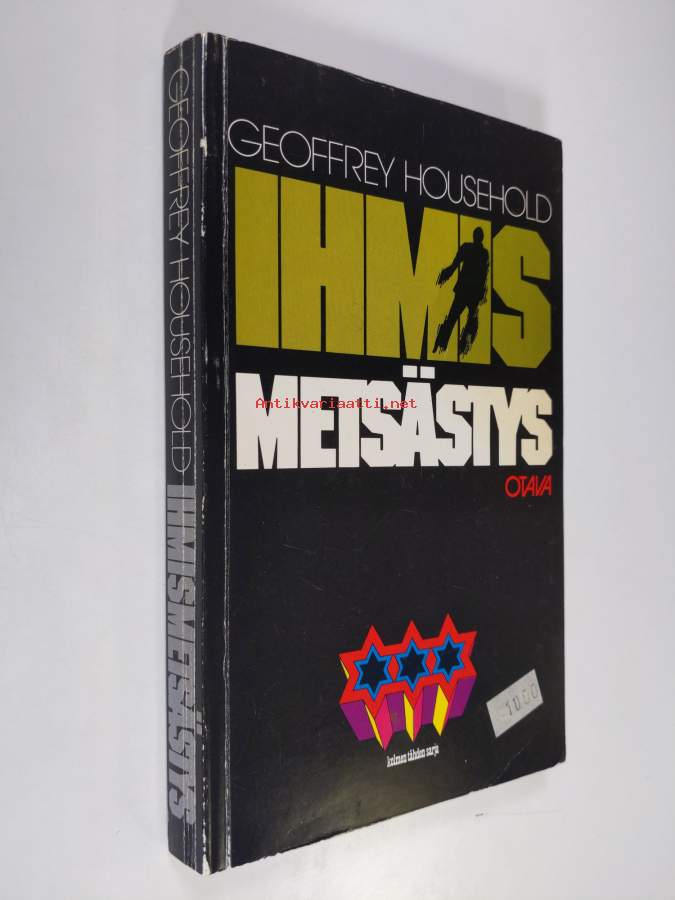 GEOFFREY HOUSEHOLD
IHMIS
METSÄSTYS
Antikvariaatti.net
OTAVA
kolmen tähden sarja
10.00
GEOFFREY HOUSEHOLD IHMISMETSÄSTYS